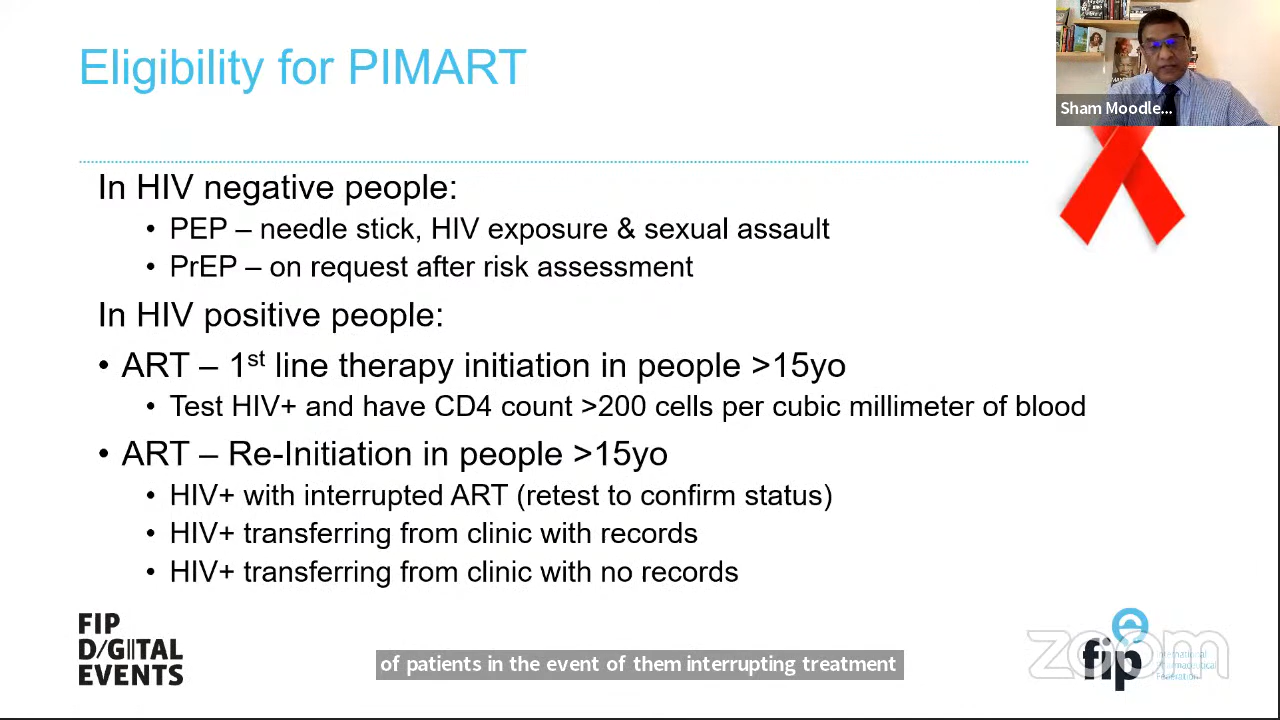 Eligibility for PIMART
Sham Moodle...
In HIV negative people:
• PEP – needle stick, HIV exposure & sexual assault
• PrEP – on request after risk assessment
In HIV positive people:
• ART – 1st line therapy initiation in people >15yo
• Test HIV+ and have CD4 count >200 cells per cubic millimeter of blood
• ART – Re-Initiation in people >15yo
• HIV+ with interrupted ART (retest to confirm status)
• HIV+ transferring from clinic with records
• HIV+ transferring from clinic with no records
FIP
D/GITAL
EVENTS
of patients in the event of them interrupting treatment
zoom
fip
International
Pharmaceutical
Federation